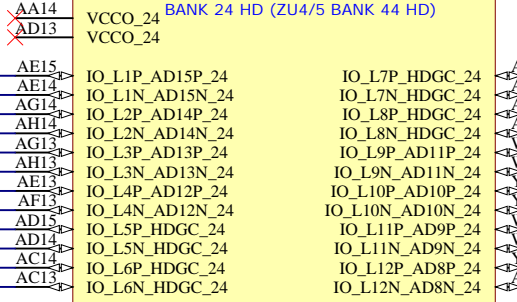 BANK 24 HD (ZU4/5 BANK 44 HD)
AA14 VCCO_24
AD13 VCCO_24
AE15 IO_L1P_AD15P_24 IO_L7P_HDGC_24
AE14 IO_L1N_AD15N_24 IO_L7N_HDGC_24
AG14 IO_L2P_AD14P_24 IO_L8P_HDGC_24
AH14 IO_L2N_AD14N_24 IO_L8N_HDGC_24
AG13 IO_L3P_AD13P_24 IO_L9P_AD11P_24
AH13 IO_L3N_AD13N_24 IO_L9N_AD11N_24
AE13 IO_L4P_AD12P_24 IO_L10P_AD10P_24
AF13 IO_L4N_AD12N_24 IO_L10N_AD10N_24
AD15 IO_L5P_HDGC_24 IO_L11P_AD9P_24
AD14 IO_L5N_HDGC_24 IO_L11N_AD9N_24
AC14 IO_L6P_HDGC_24 IO_L12P_AD8P_24
AC13 IO_L6N_HDGC_24 IO_L12N_AD8N_24